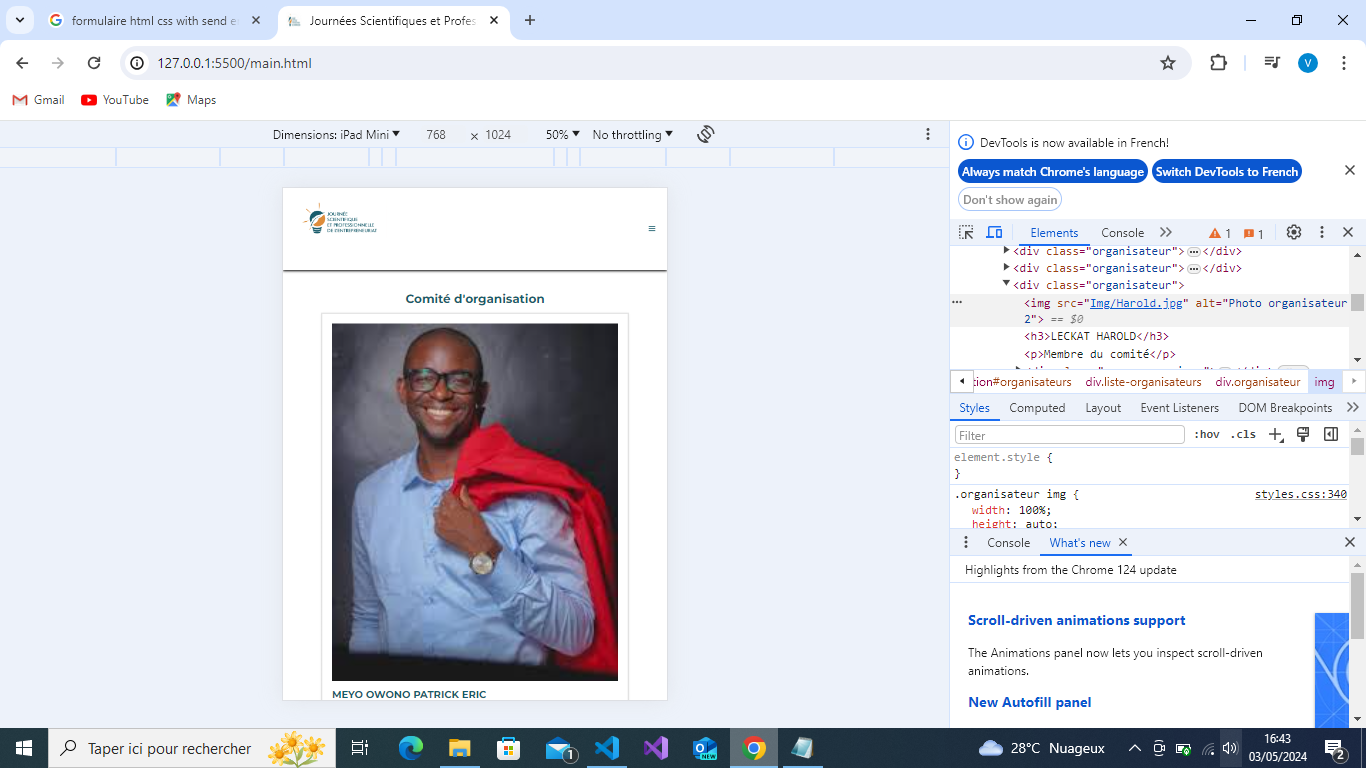 formulaire html css with send e
Journées Scientifiques et Profes
127.0.0.1:5500/main.html
V
Gmail
YouTube
Maps
Dimensions: iPad Mini
768 × 1024
50%
No throttling
DevTools is now available in French!
Always match Chrome's language
Switch DevTools to French
Don't show again
Elements
Console
1
1
<div class="organisateur"> … </div>
<div class="organisateur"> … </div>
<div class="organisateur">
<img src="Img/Harold.jpg" alt="Photo organisateur
2"> == $0
<h3>LECKAT HAROLD</h3>
<p>Membre du comité</p>
tion#organisateurs
div.liste-organisateurs
div.organisateur
img
Styles
Computed
Layout
Event Listeners
DOM Breakpoints
Filter
:hov
.cls
element.style {
}
.organisateur img {
styles.css:340
width: 100%;
height: auto;
Console
What's new
Highlights from the Chrome 124 update
Scroll-driven animations support
The Animations panel now lets you inspect scroll-driven
animations.
New Autofill panel
JOURNÉE
SCIENTIFIQUE
ET PROFESSIONNELLE
DE L'ENTREPRENEURIAT
Comité d'organisation
MEYO OWONO PATRICK ERIC
Taper ici pour rechercher
1
NEW
28°C Nuageux
16:43
03/05/2024
2